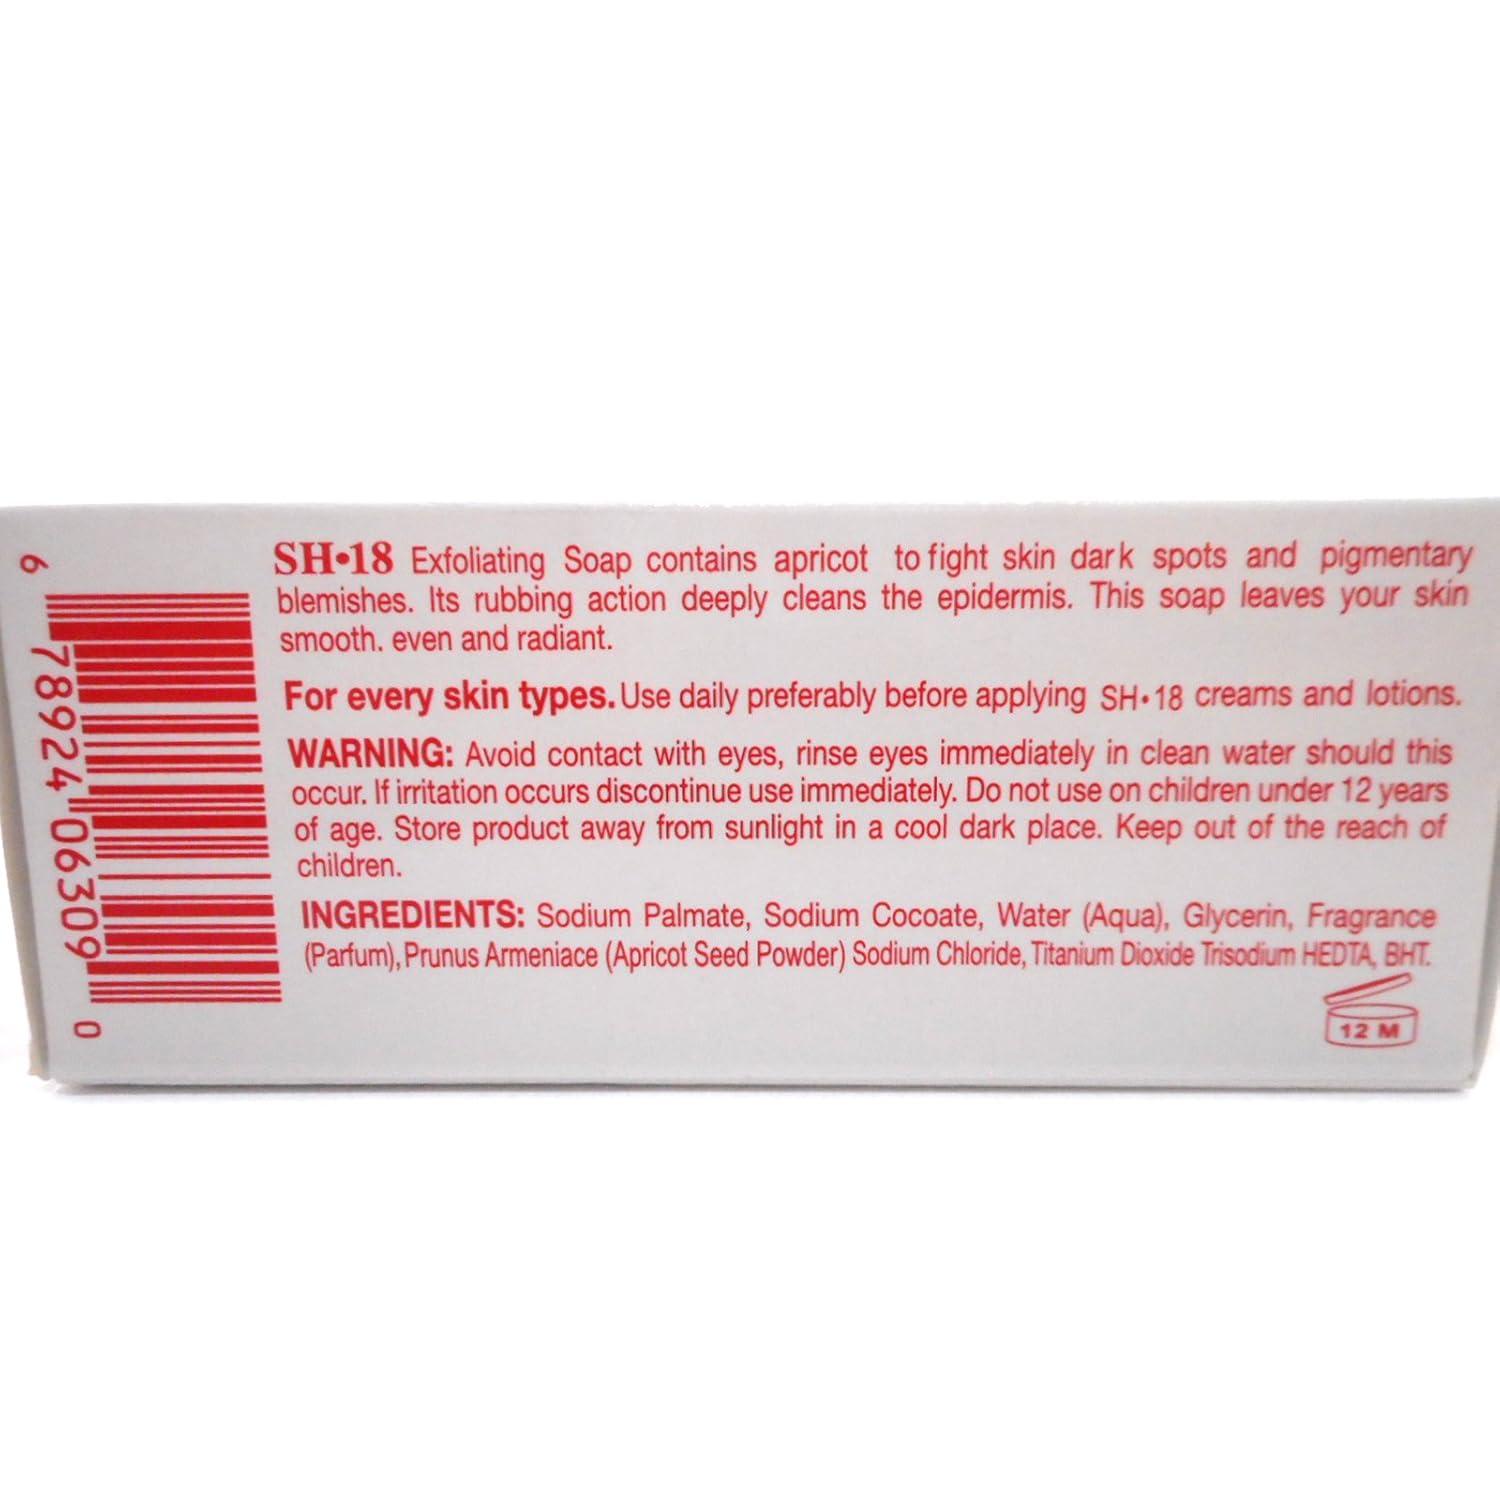 SH•18 Exfoliating Soap contains apricot to fight skin dark spots and pigmentary
blemishes. Its rubbing action deeply cleans the epidermis. This soap leaves your skin
smooth. even and radiant.
For every skin types. Use daily preferably before applying SH•18 creams and lotions.
WARNING: Avoid contact with eyes, rinse eyes immediately in clean water should this
occur. If irritation occurs discontinue use immediately. Do not use on children under 12 years
of age. Store product away from sunlight in a cool dark place. Keep out of the reach of
children.
INGREDIENTS: Sodium Palmate, Sodium Cocoate, Water (Aqua), Glycerin, Fragrance
(Parfum), Prunus Armeniace (Apricot Seed Powder) Sodium Chloride, Titanium Dioxide Trisodium HEDTA, BHT.
12 M
6 78924 06309 0